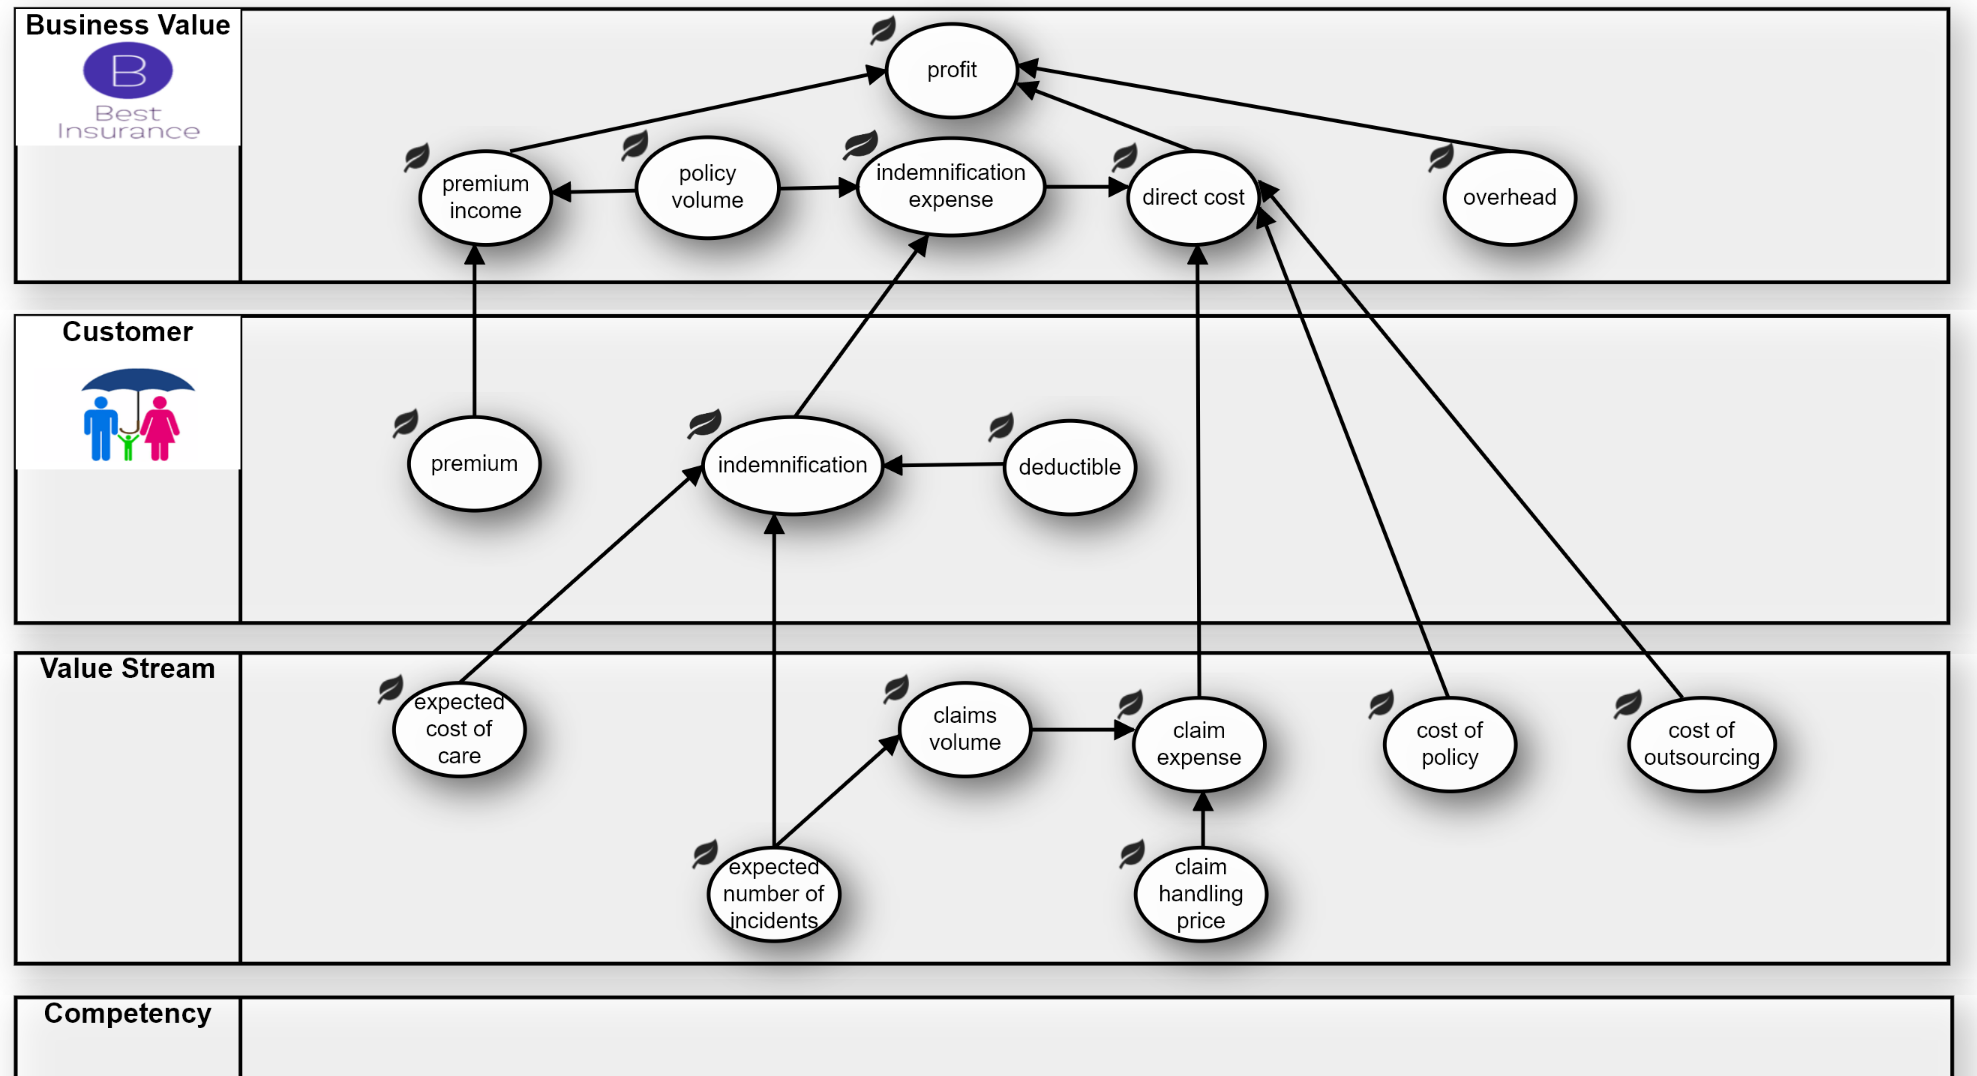 Business Value
B
Best
Insurance
profit
premium
income
policy
volume
indemnification
expense
direct cost
overhead
Customer
premium
indemnification
deductible
Value Stream
expected
cost of
care
claims
volume
claim
expense
cost of
policy
cost of
outsourcing
expected
number of
incidents
claim
handling
price
Competency